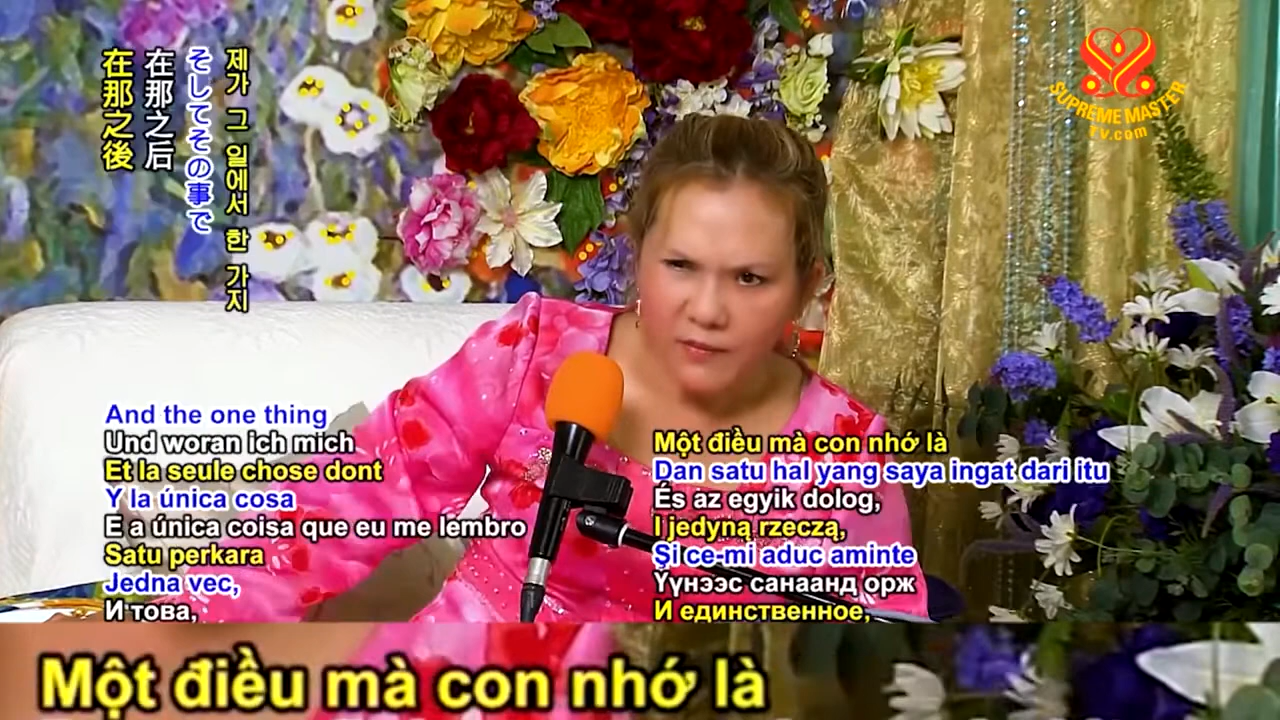 在那之後
在那之后
そしてその事で
제가 그 일에서 한 가지
SUPREME MASTER
TV.com
And the one thing
Und woran ich mich
Et la seule chose dont
Y la única cosa
E a única coisa que eu me lembro
Satu perkara
Jedna vec,
И това,
Một điều mà con nhớ là
Dan satu hal yang saya ingat dari itu
És az egyik dolog,
I jedyną rzeczą,
Şi ce-mi aduc aminte
Үүнээс санаанд орж
И единственное,
Một điều mà con nhớ là